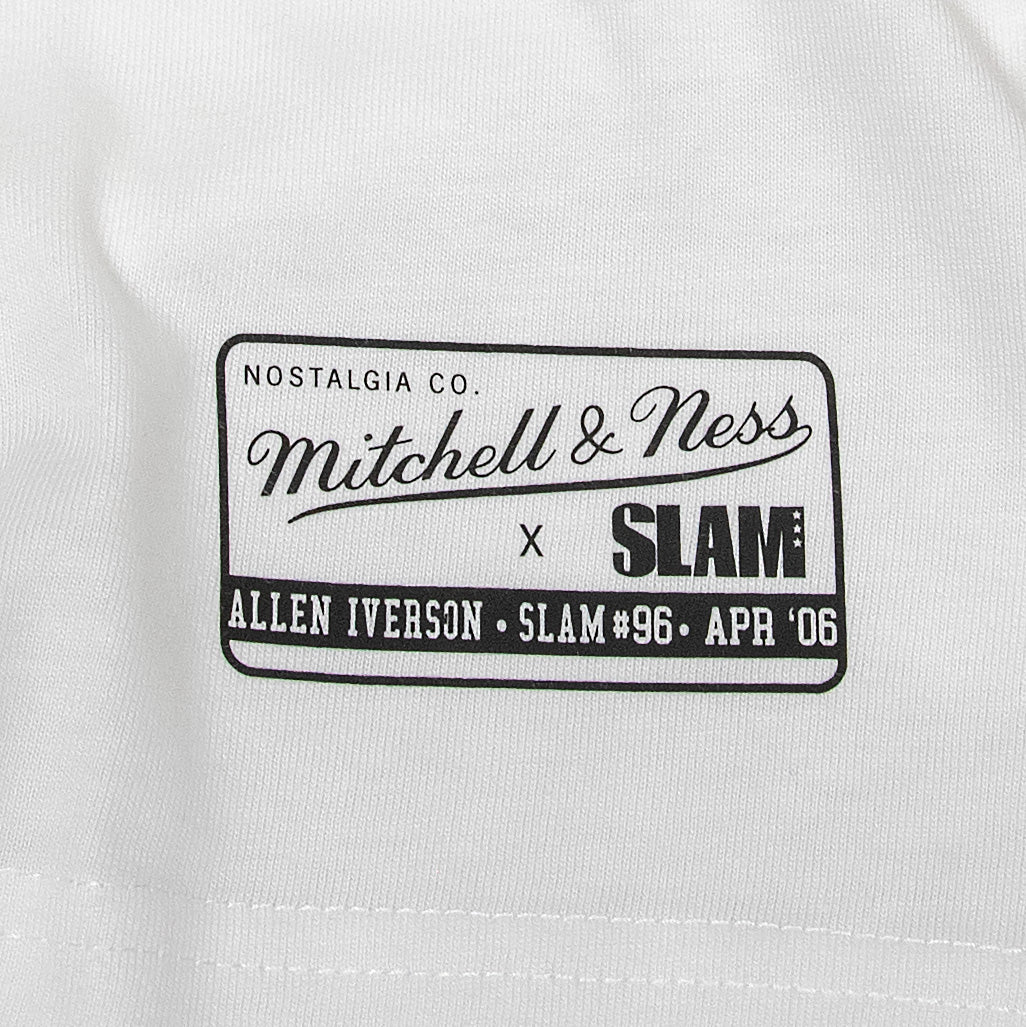 NOSTALGIA CO.
Mitchell & Ness
X SLAM
ALLEN IVERSON • SLAM #96 • APR ‘06